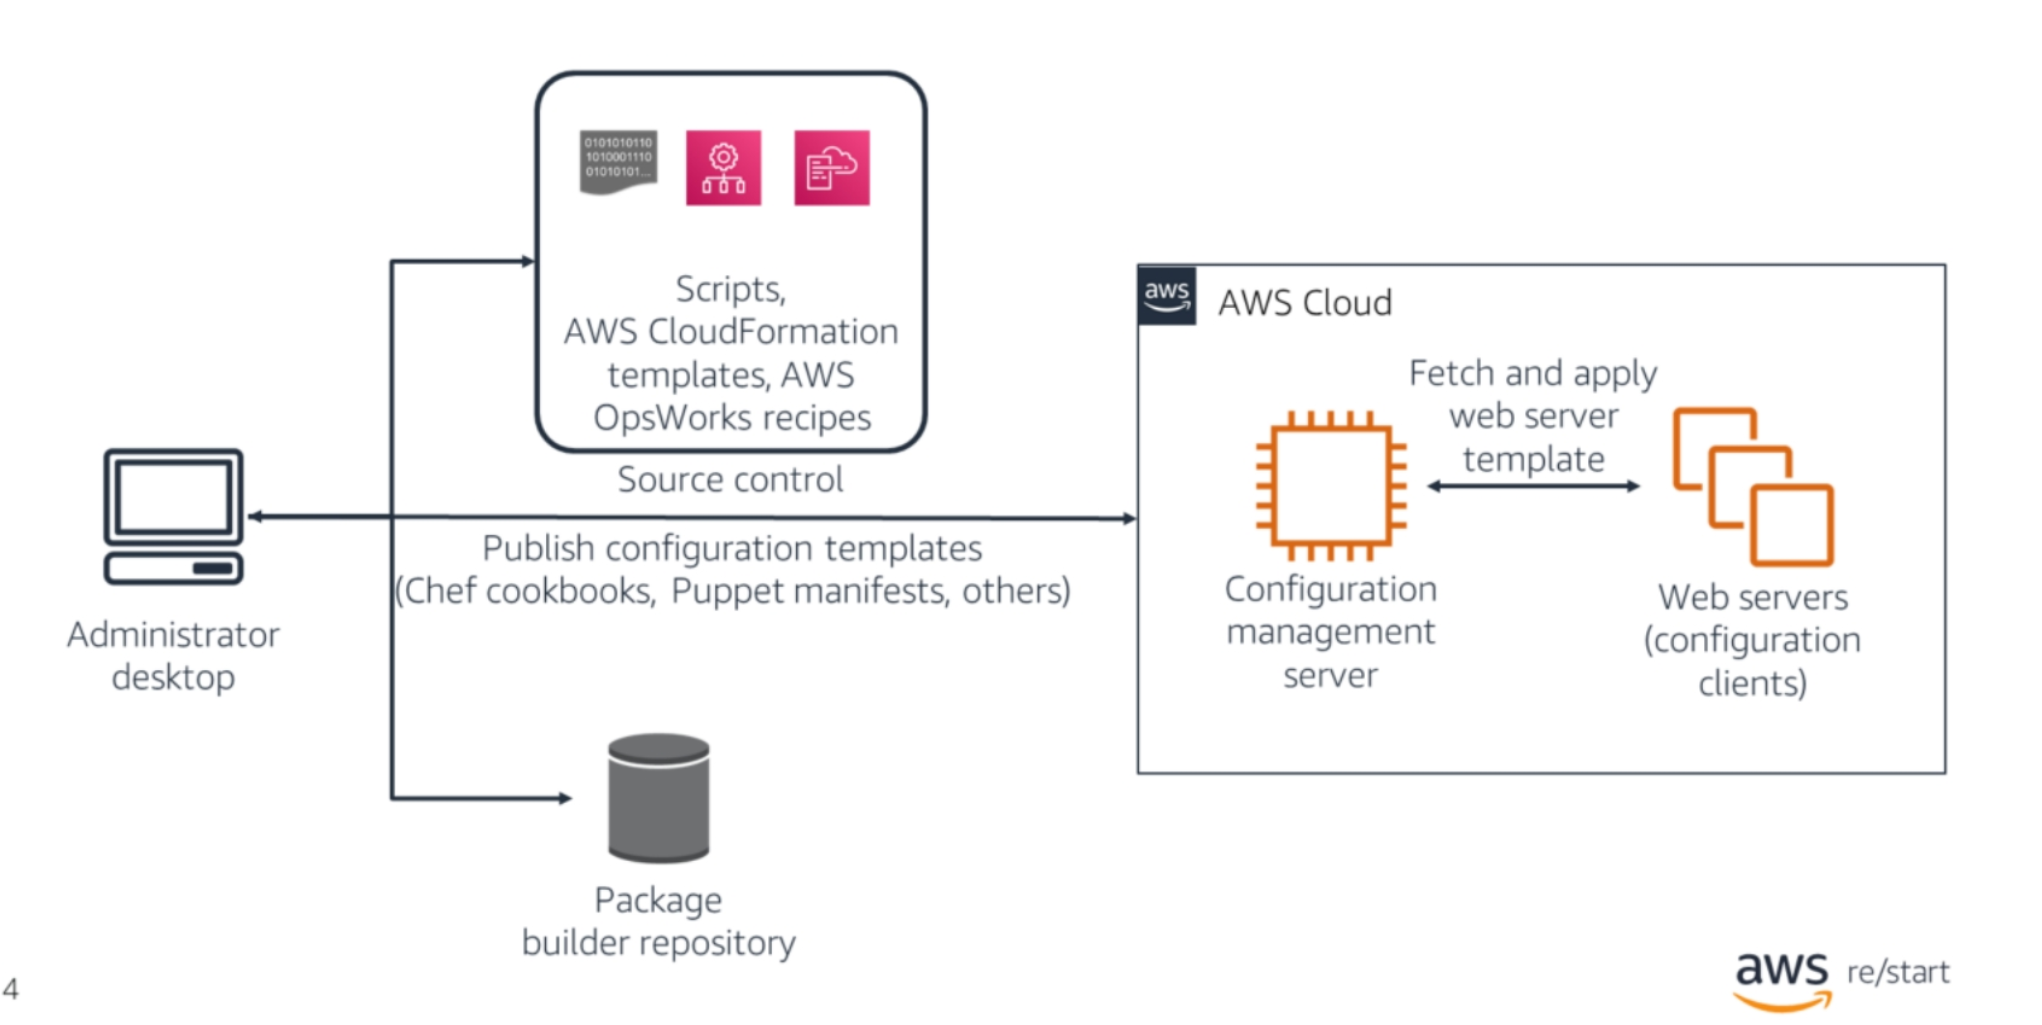 0101010110
1010001110
01010101...
Scripts,
AWS CloudFormation
templates, AWS
OpsWorks recipes
Source control
Publish configuration templates
(Chef cookbooks, Puppet manifests, others)
Administrator
desktop
Package
builder repository
aws
AWS Cloud
Fetch and apply
web server
template
Configuration
management
server
Web servers
(configuration
clients)
4
aws re/start